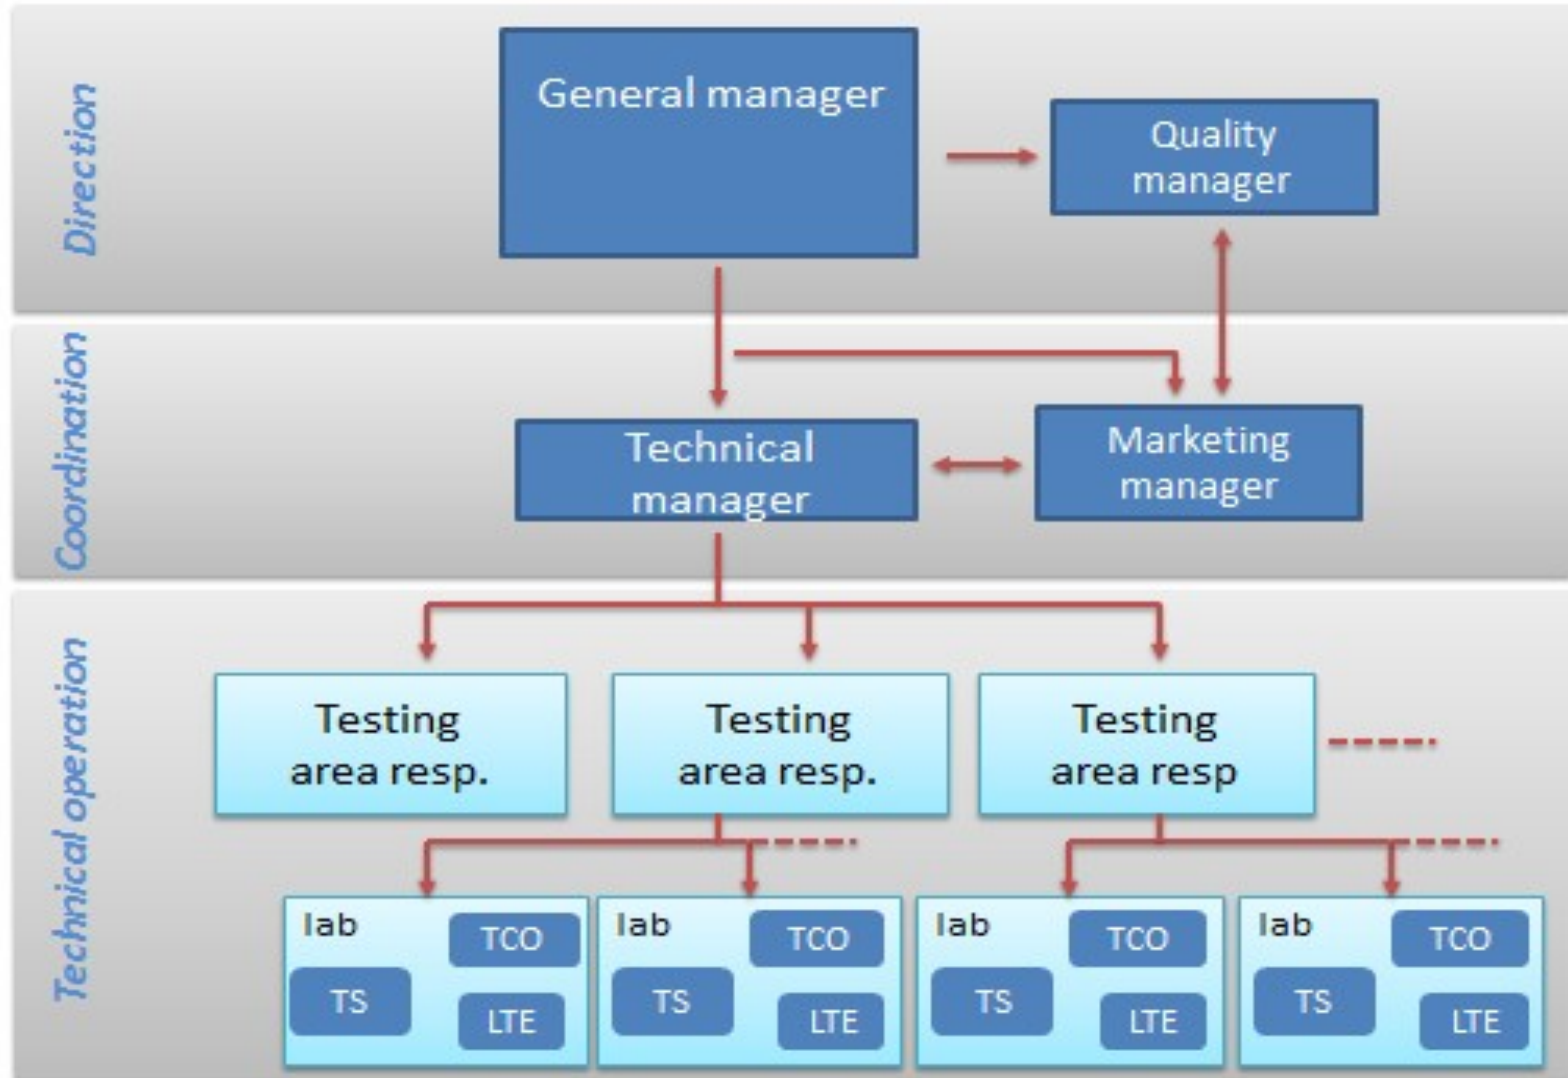 Direction
General manager
Quality
manager
Coordination
Technical
manager
Marketing
manager
Technical operation
Testing
area resp.
Testing
area resp.
Testing
area resp
lab
TCO
TS
LTE
lab
TCO
TS
LTE
lab
TCO
TS
LTE
lab
TCO
TS
LTE